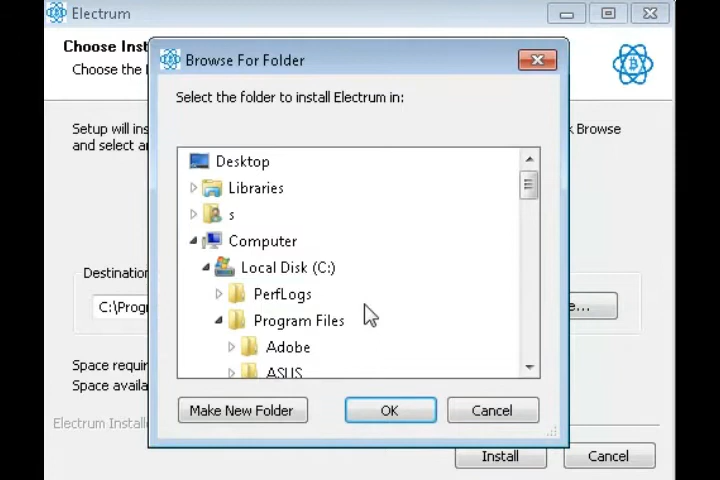 Electrum
Choose Inst
Choose the
Browse For Folder
Select the folder to install Electrum in:
Setup will ins
k Browse
and select a
Desktop
Libraries
s
Computer
Local Disk (C:)
PerfLogs
Program Files
Adobe
ASUS
Destination
C:\Progr
e...
Space requir
Space availa
Make New Folder
OK
Cancel
Electrum Installe
Install
Cancel